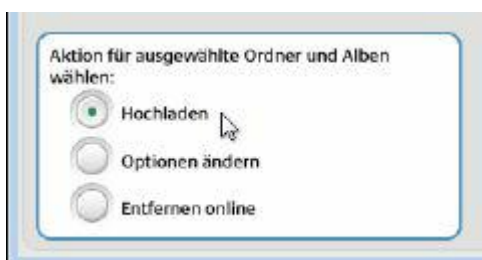 Aktion für ausgewählte Ordner und Alben
wählen:
Hochladen
Optionen ändern
Entfernen online